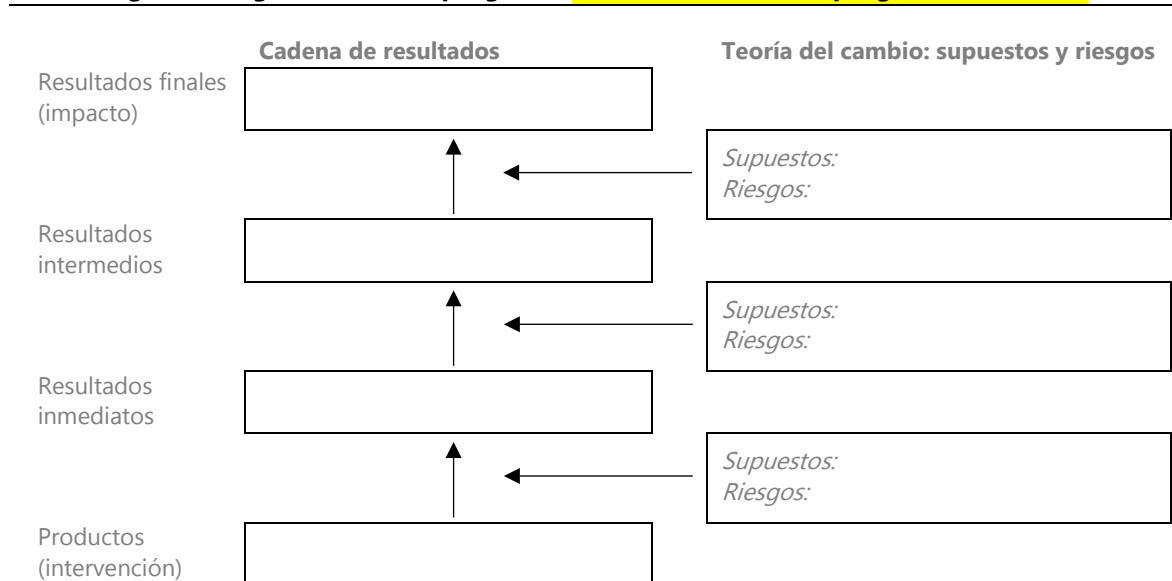 Cadena de resultados
Teoría del cambio: supuestos y riesgos
Resultados finales
(impacto)
Supuestos:
Riesgos:
Resultados
intermedios
Supuestos:
Riesgos:
Resultados
inmediatos
Supuestos:
Riesgos:
Productos
(intervención)